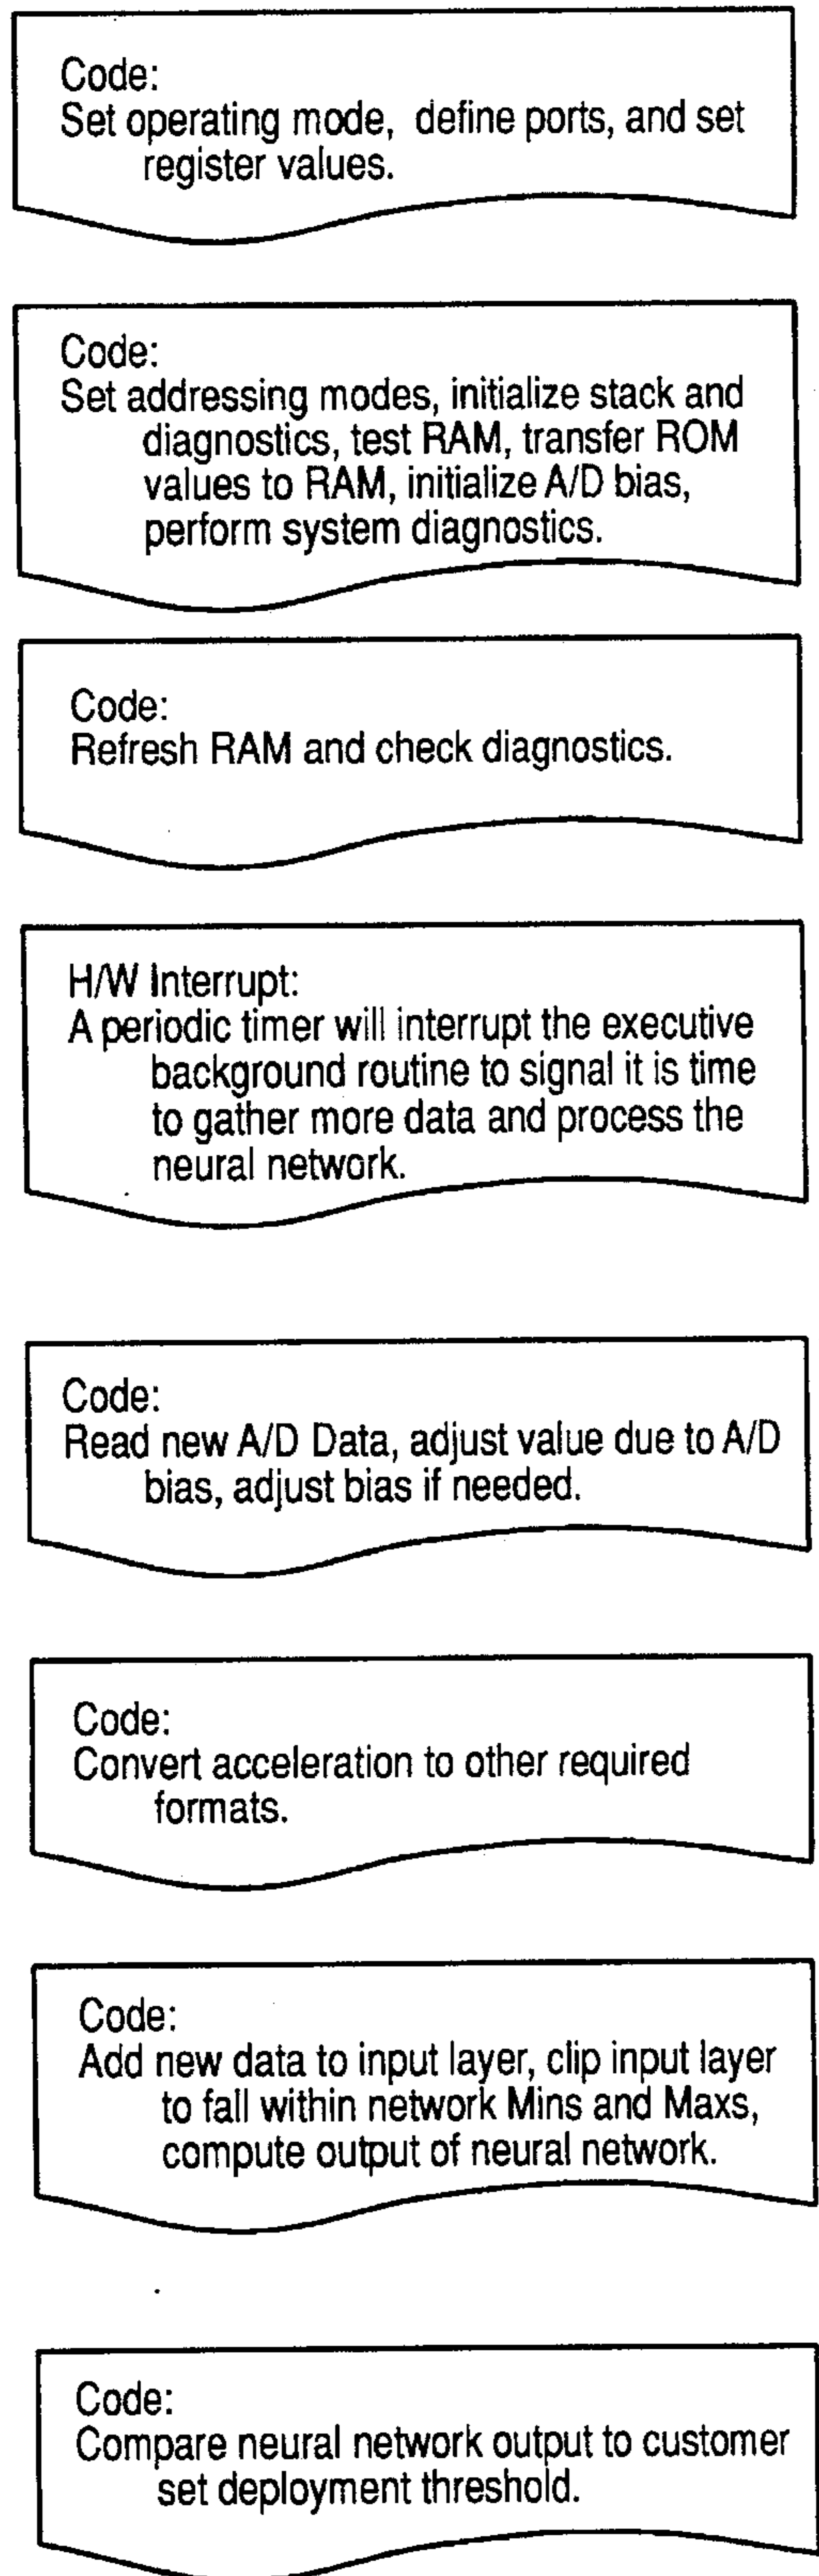 Code:
Set operating mode, define ports, and set
register values.
Code:
Set addressing modes, initialize stack and
diagnostics, test RAM, transfer ROM
values to RAM, initialize A/D bias,
perform system diagnostics.
Code:
Refresh RAM and check diagnostics.
H/W Interrupt:
A periodic timer will interrupt the executive
background routine to signal it is time
to gather more data and process the
neural network.
Code:
Read new A/D Data, adjust value due to A/D
bias, adjust bias if needed.
Code:
Convert acceleration to other required
formats.
Code:
Add new data to input layer, clip input layer
to fall within network Mins and Maxs,
compute output of neural network.
Code:
Compare neural network output to customer
set deployment threshold.